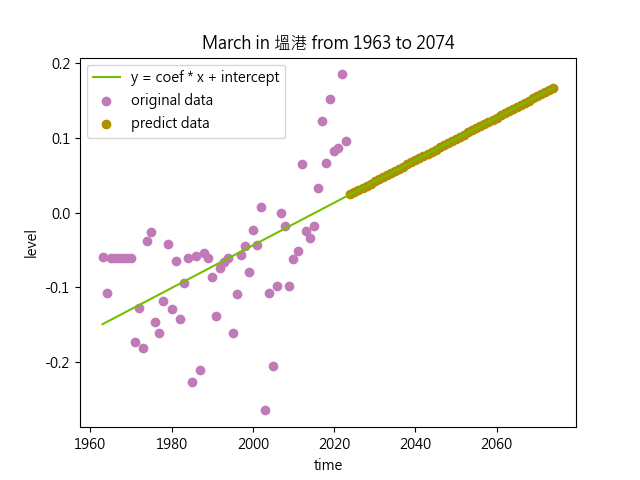 March in 塭港 from 1963 to 2074
y = coef * x + intercept
original data
predict data
level
0.2
0.1
0.0
-0.1
-0.2
1960 1980 2000 2020 2040 2060
time